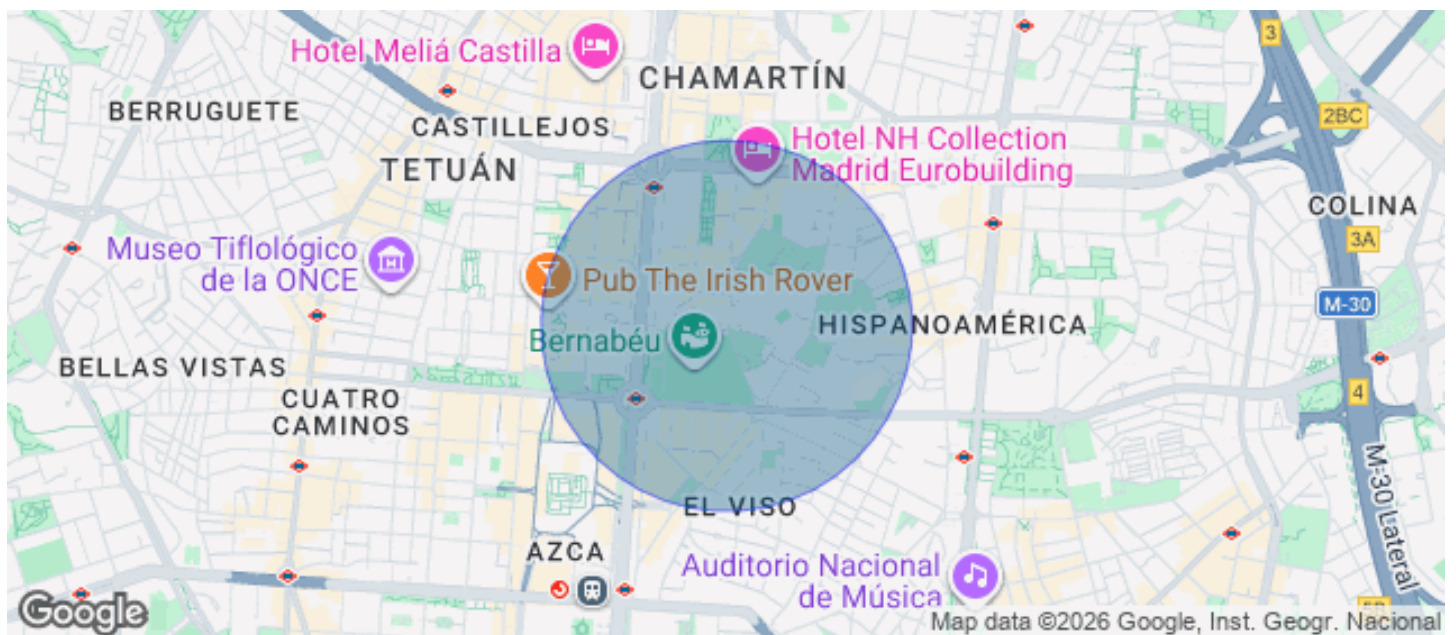 Hotel Meliá Castilla
CHAMARTÍN
3
BERRUGUETE
CASTILLEJOS
2BC
Hotel NH Collection
Madrid Eurobuilding
TETUÁN
COLINA
3A
Museo Tiflológico
de la ONCE
Pub The Irish Rover
M-30
HISPANOAMÉRICA
Bernabéu
BELLAS VISTAS
CUATRO
CAMINOS
4
M-30 Lateral
EL VISO
AZCA
Auditorio Nacional
de Música
Google
Map data ©2026 Google, Inst. Geogr. Nacional